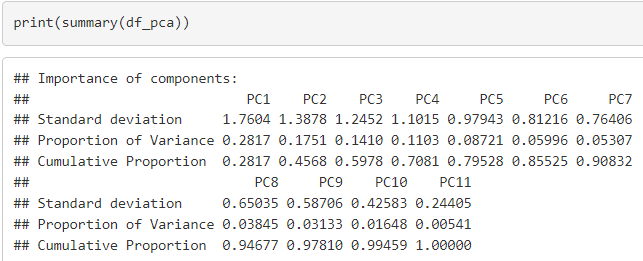 print(summary(df_pca))
## Importance of components:
##                           PC1    PC2    PC3    PC4     PC5     PC6     PC7
## Standard deviation     1.7604 1.3878 1.2452 1.1015 0.97943 0.81216 0.76406
## Proportion of Variance 0.2817 0.1751 0.1410 0.1103 0.08721 0.05996 0.05307
## Cumulative Proportion  0.2817 0.4568 0.5978 0.7081 0.79528 0.85525 0.90832
##                            PC8     PC9    PC10    PC11
## Standard deviation     0.65035 0.58706 0.42583 0.24405
## Proportion of Variance 0.03845 0.03133 0.01648 0.00541
## Cumulative Proportion  0.94677 0.97810 0.99459 1.00000